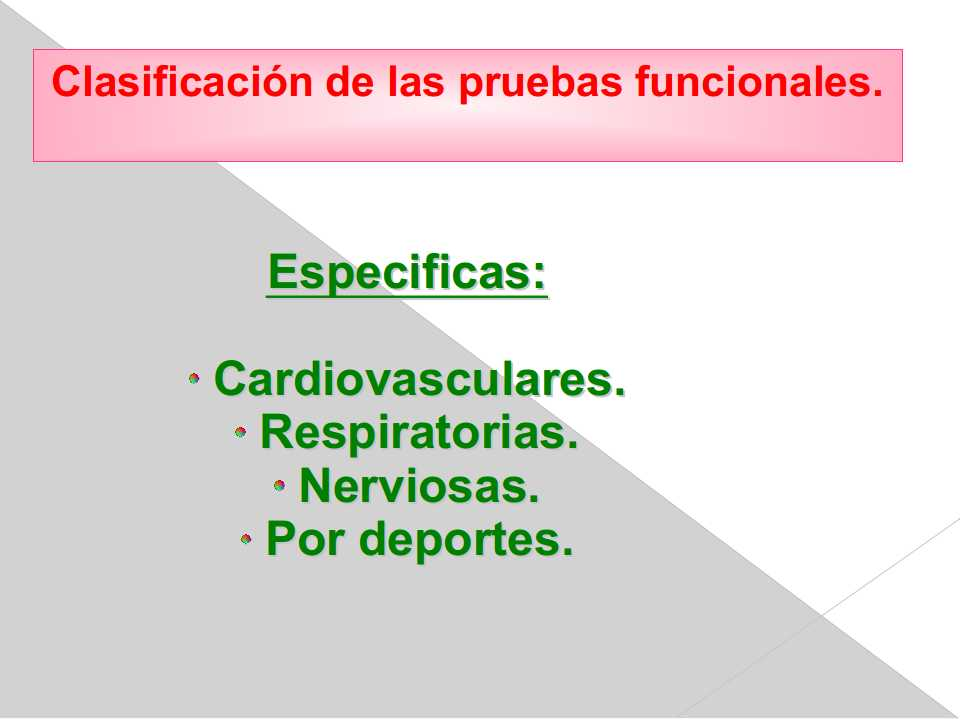 Clasificación de las pruebas funcionales.
Especificas:
• Cardiovasculares.
• Respiratorias.
• Nerviosas.
• Por deportes.